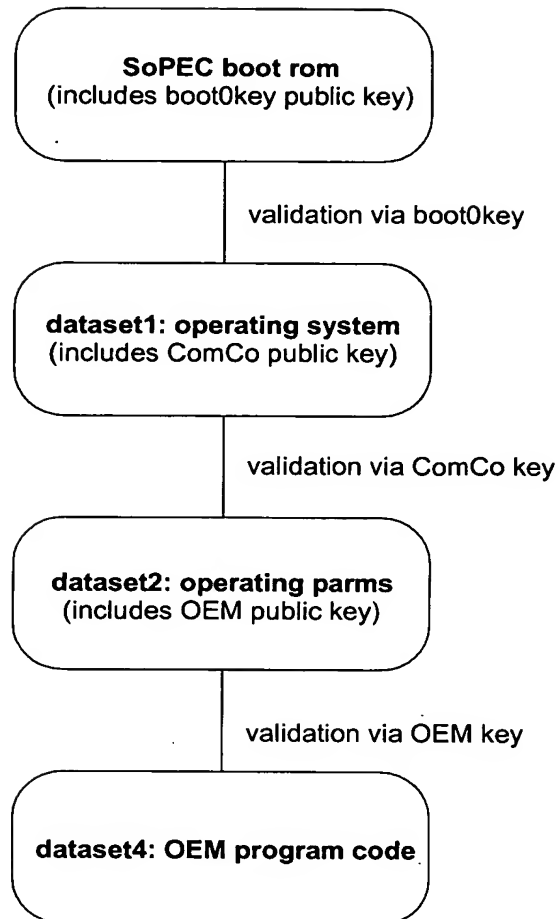 SoPEC boot rom
(includes boot0key public key)
validation via boot0key
dataset1: operating system
(includes ComCo public key)
validation via ComCo key
dataset2: operating parms
(includes OEM public key)
validation via OEM key
dataset4: OEM program code